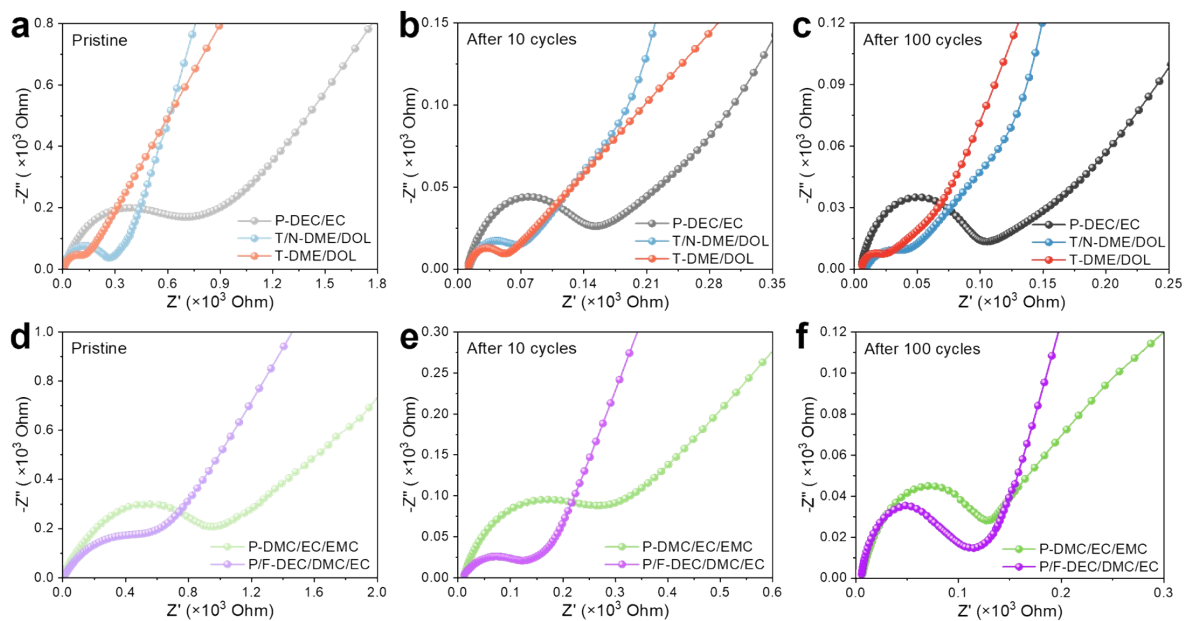 a
Pristine
-Z'' ( ×10³ Ohm)
0.8
0.6
0.4
0.2
0.0
P-DEC/EC
T/N-DME/DOL
T-DME/DOL
0.0 0.3 0.6 0.9 1.2 1.5 1.8
Z' (×10³ Ohm)
b
After 10 cycles
-Z'' ( ×10³ Ohm)
0.15
0.10
0.05
0.00
P-DEC/EC
T/N-DME/DOL
T-DME/DOL
0.00 0.07 0.14 0.21 0.28 0.35
Z' (×10³ Ohm)
c
After 100 cycles
-Z'' ( ×10³ Ohm)
0.12
0.09
0.06
0.03
0.00
P-DEC/EC
T/N-DME/DOL
T-DME/DOL
0.00 0.05 0.10 0.15 0.20 0.25
Z' (×10³ Ohm)
d
Pristine
-Z'' ( ×10³ Ohm)
1.0
0.8
0.6
0.4
0.2
0.0
P-DMC/EC/EMC
P/F-DEC/DMC/EC
0.0 0.4 0.8 1.2 1.6 2.0
Z' (×10³ Ohm)
e
After 10 cycles
-Z'' ( ×10³ Ohm)
0.30
0.25
0.20
0.15
0.10
0.05
0.00
P-DMC/EC/EMC
P/F-DEC/DMC/EC
0.0 0.1 0.2 0.3 0.4 0.5 0.6
Z' (×10³ Ohm)
f
After 100 cycles
-Z'' ( ×10³ Ohm)
0.12
0.10
0.08
0.06
0.04
0.02
0.00
P-DMC/EC/EMC
P/F-DEC/DMC/EC
0.0 0.1 0.2 0.3
Z' (×10³ Ohm)